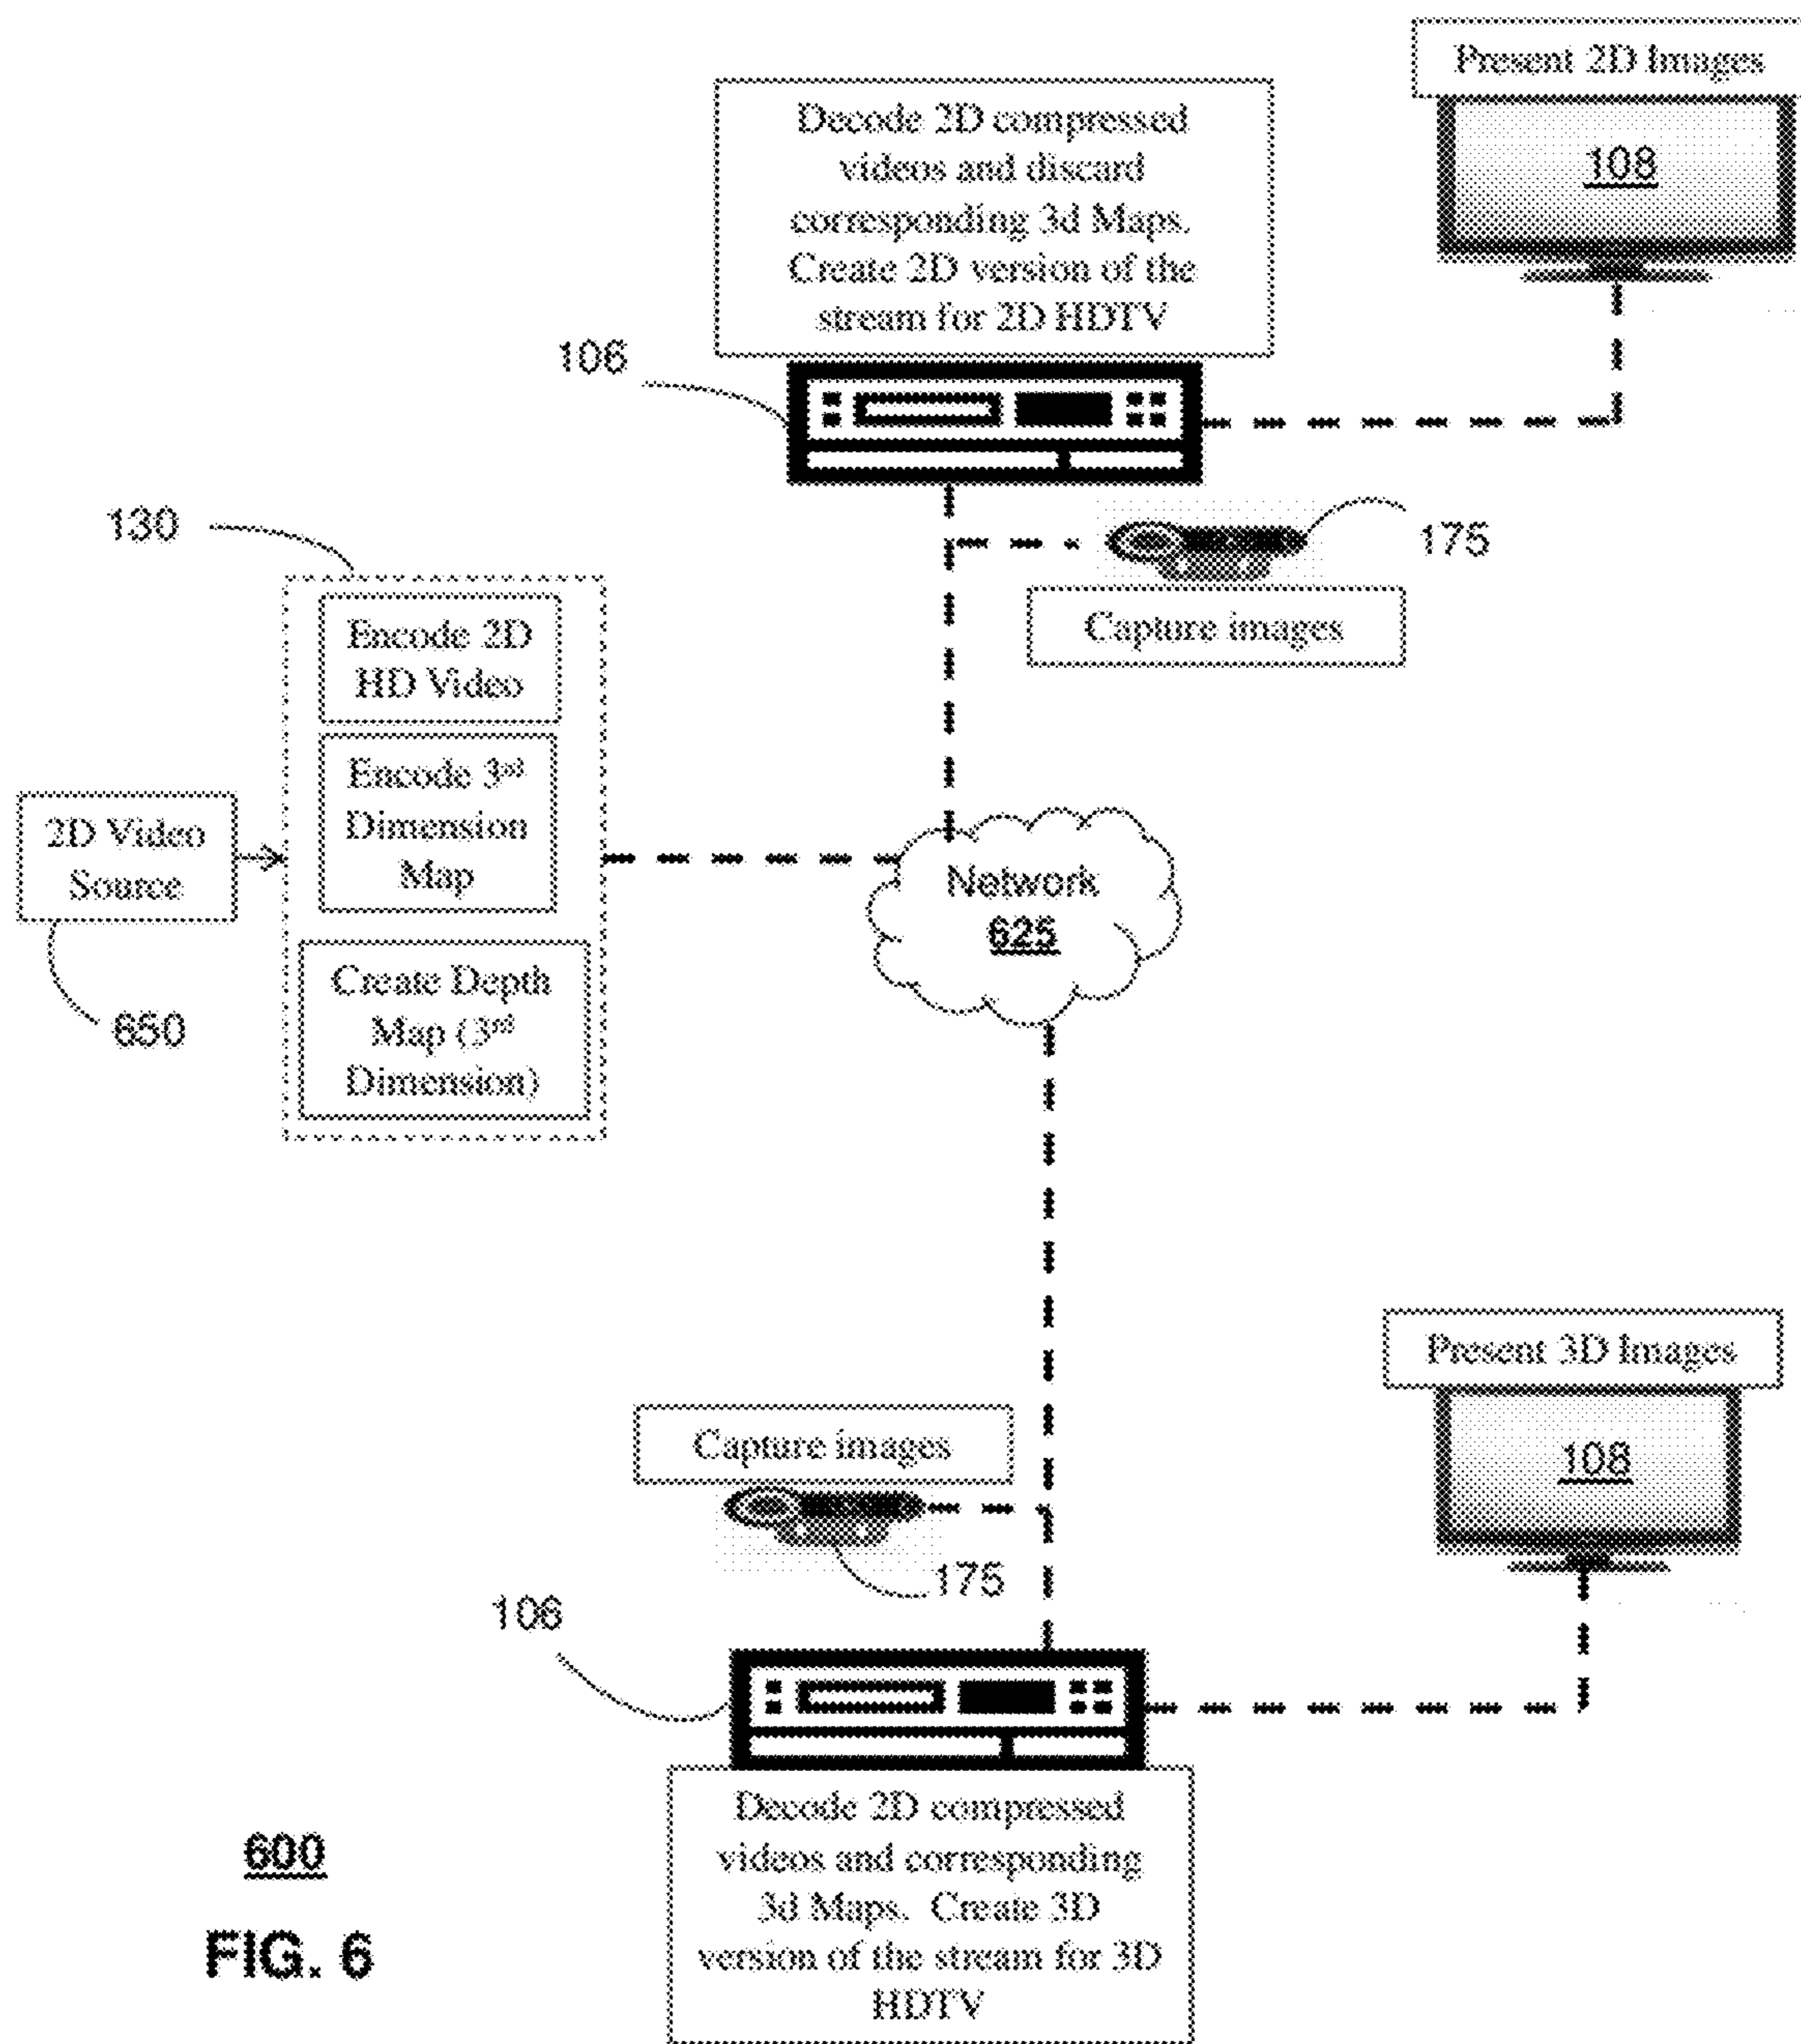 Present 2D Images
108
Decode 2D compressed
videos and discard
corresponding 3d Maps.
Create 2D version of the
stream for 2D HDTV
106
175
Capture images
130
Encode 2D
HD Video
Encode 3rd
Dimension
Map
Create Depth
Map (3rd
Dimension)
2D Video
Source
650
Network
625
Present 3D Images
108
Capture images
175
106
Decode 2D compressed
videos and corresponding
3d Maps. Create 3D
version of the stream for 3D
HDTV
600
FIG. 6